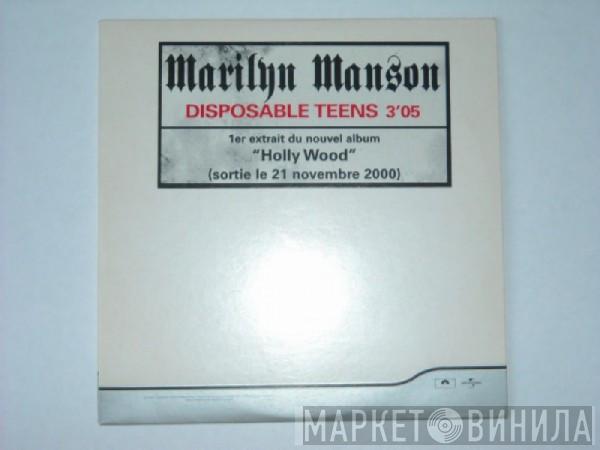 Marilyn Manson
DISPOSABLE TEENS 3'05
1er extrait du nouvel album
"Holly Wood"
(sortie le 21 novembre 2000)
МАРКЕТ ВИНИЛА